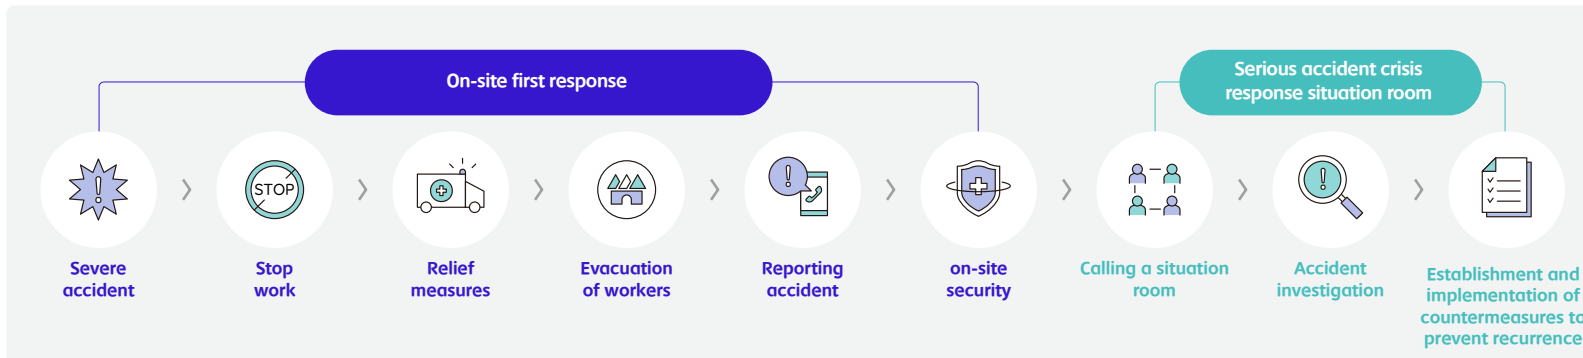 On-site first response
Serious accident crisis
response situation room
STOP
Severe
accident
Stop
work
Relief
measures
Evacuation
of workers
Reporting
accident
on-site
security
Calling a situation
room
Accident
investigation
Establishment and
implementation of
countermeasures to
prevent recurrence